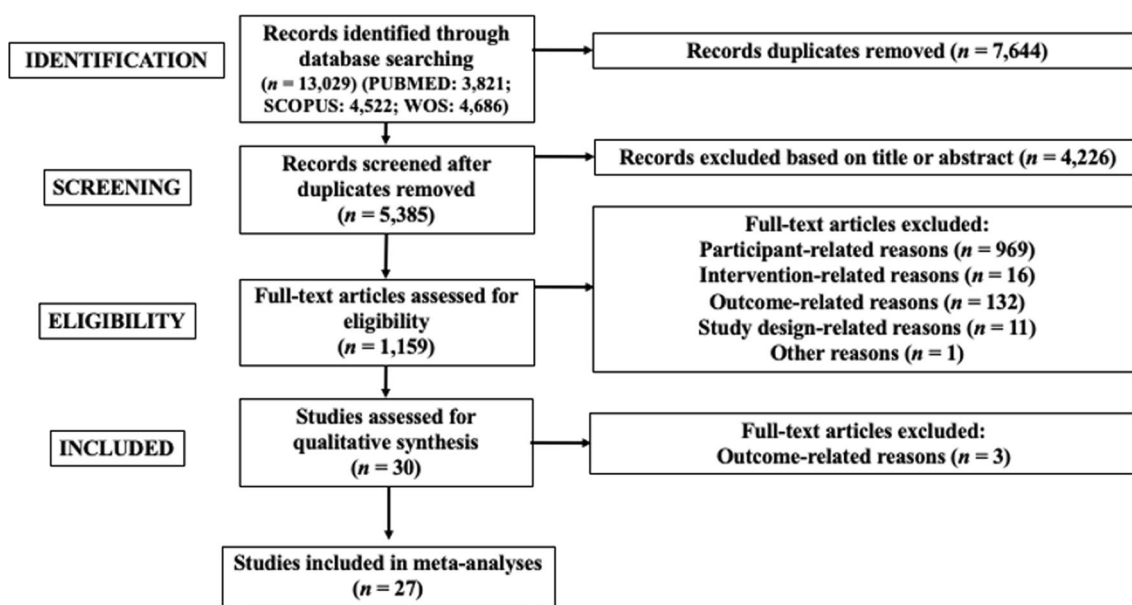 IDENTIFICATION
Records identified through
database searching
(n = 13,029) (PUBMED: 3,821;
SCOPUS: 4,522; WOS: 4,686)
Records duplicates removed (n = 7,644)
SCREENING
Records screened after
duplicates removed
(n = 5,385)
Records excluded based on title or abstract (n = 4,226)
ELIGIBILITY
Full-text articles assessed for
eligibility
(n = 1,159)
Full-text articles excluded:
Participant-related reasons (n = 969)
Intervention-related reasons (n = 16)
Outcome-related reasons (n = 132)
Study design-related reasons (n = 11)
Other reasons (n = 1)
INCLUDED
Studies assessed for
qualitative synthesis
(n = 30)
Full-text articles excluded:
Outcome-related reasons (n = 3)
Studies included in meta-analyses
(n = 27)